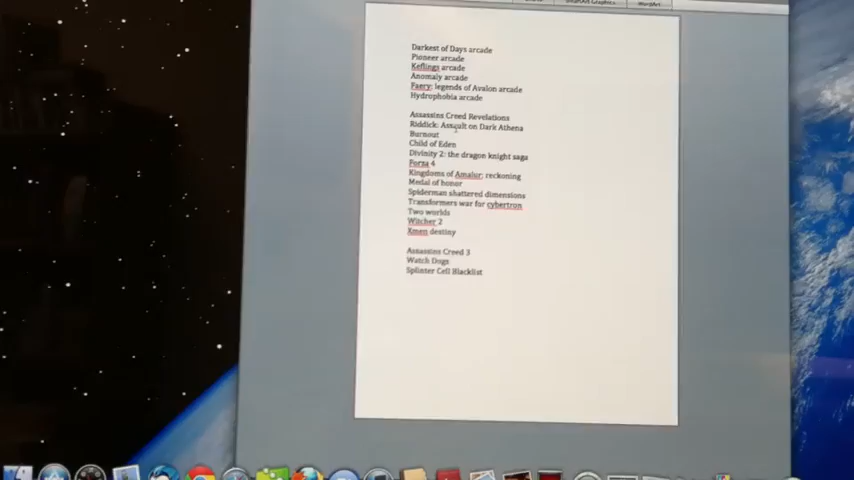 SmartArt Graphics
WordArt
Darkest of Days arcade
Pioneer arcade
Keflings arcade
Anomaly arcade
Faery: legends of Avalon arcade
Hydrophobia arcade
Assassins Creed Revelations
Riddick: Assault on Dark Athena
Burnout
Child of Eden
Divinity 2: the dragon knight saga
Forza 4
Kingdoms of Amalur: reckoning
Medal of honor
Spiderman shattered dimensions
Transformers war for cybertron
Two worlds
Witcher 2
Xmen destiny
Assassins Creed 3
Watch Dogs
Splinter Cell Blacklist